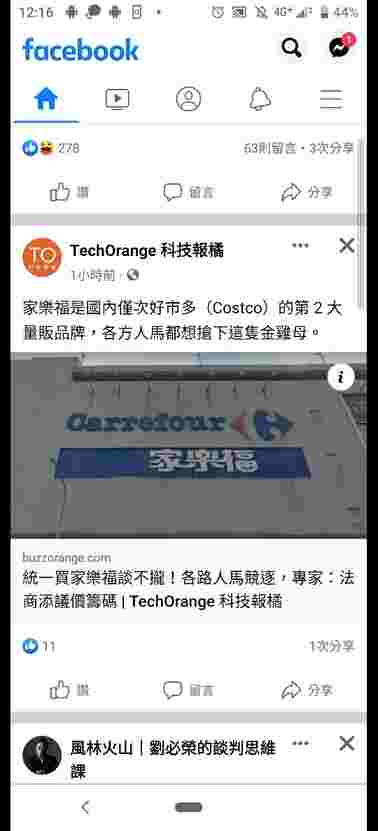 12:16
4G+
44%
facebook
1
278
63則留言・3次分享
讚
留言
分享
TO
TechOrange 科技報橘
1小時前・
家樂福是國內僅次好市多（Costco）的第 2 大
量販品牌，各方人馬都想搶下這隻金雞母。
i
Carrefour
家樂福
buzzorange.com
統一買家樂福談不攏！各路人馬競逐，專家：法
商添議價籌碼 | TechOrange 科技報橘
11
1次分享
讚
留言
分享
風林火山｜劉必榮的談判思維
課